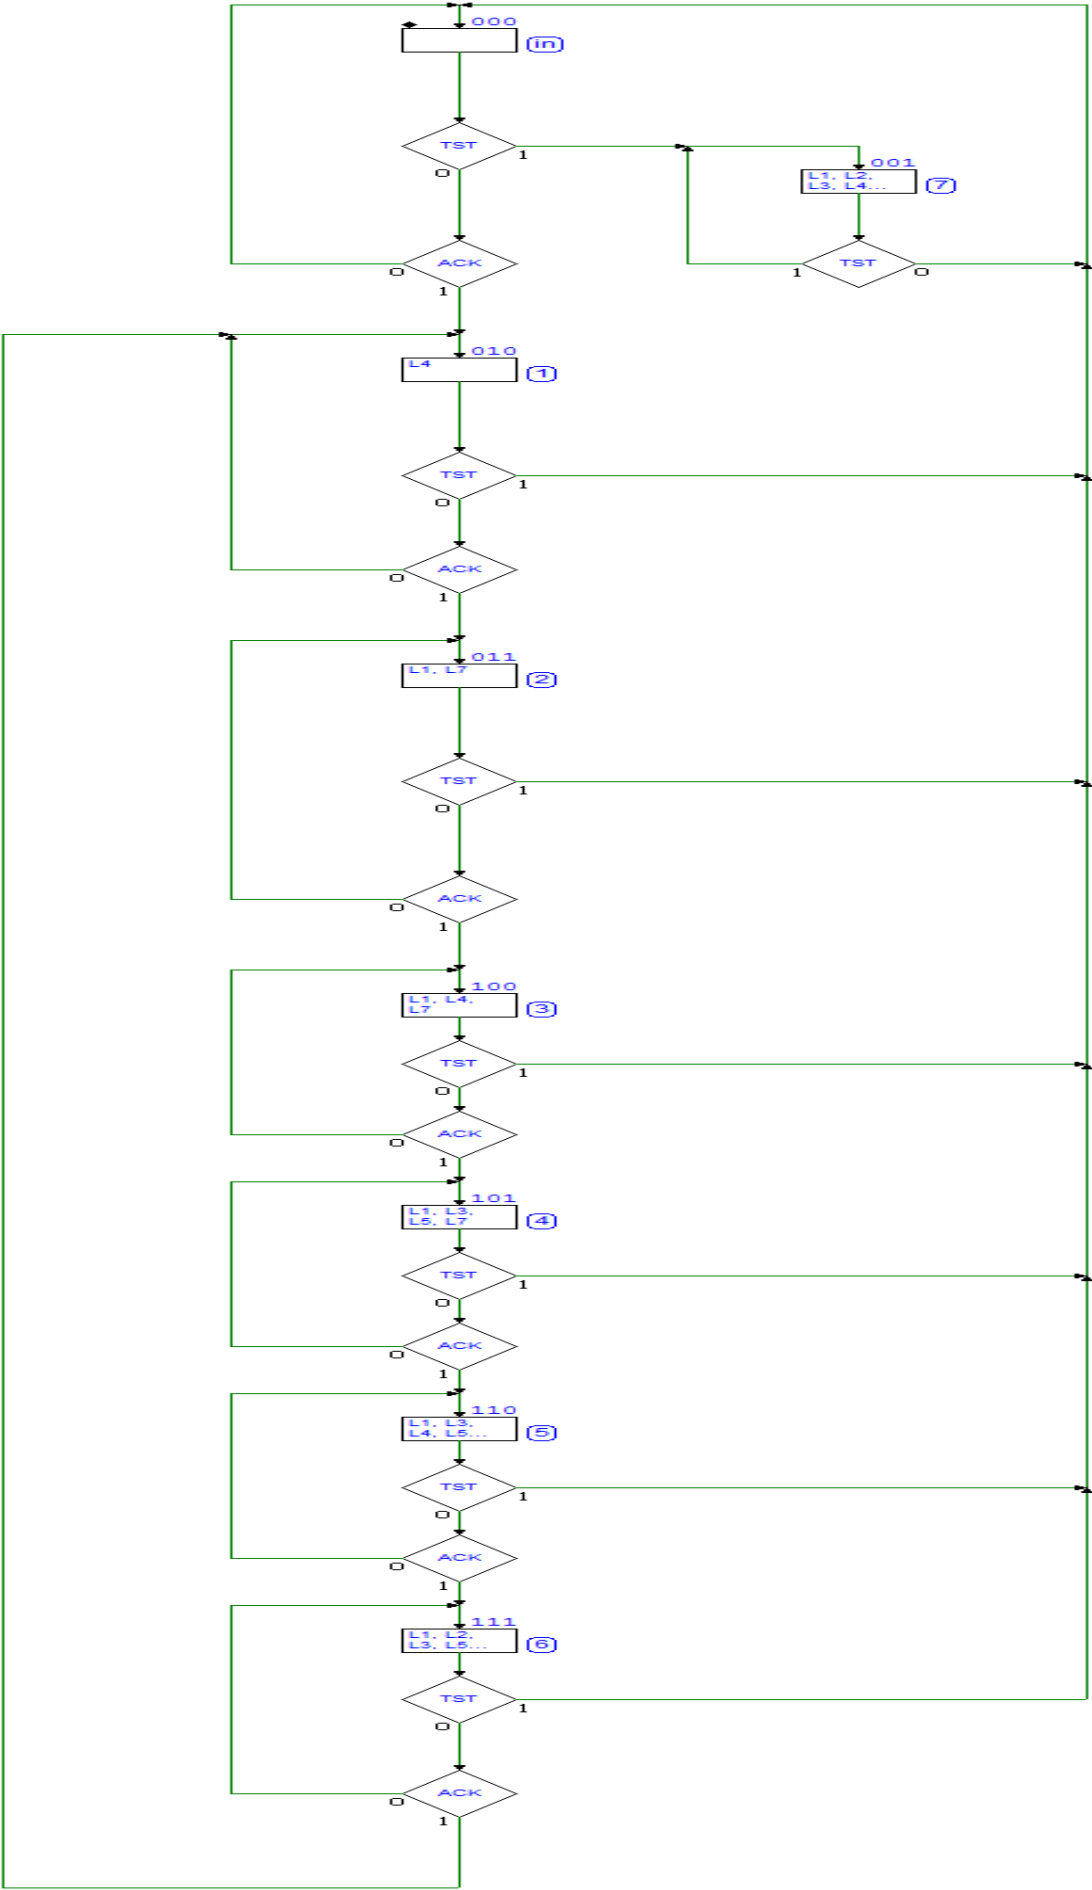 000
in
TST
1
0
001
L1, L2,
L3, L4...
7
ACK
0
1
TST
1
0
010
L4
1
TST
1
0
ACK
0
1
011
L1, L7
2
TST
1
0
ACK
0
1
100
L1, L4,
L7
3
TST
1
0
ACK
0
1
101
L1, L3,
L5, L7
4
TST
1
0
ACK
0
1
110
L1, L3,
L4, L5...
5
TST
1
0
ACK
0
1
111
L1, L2,
L3, L5...
6
TST
1
0
ACK
0
1